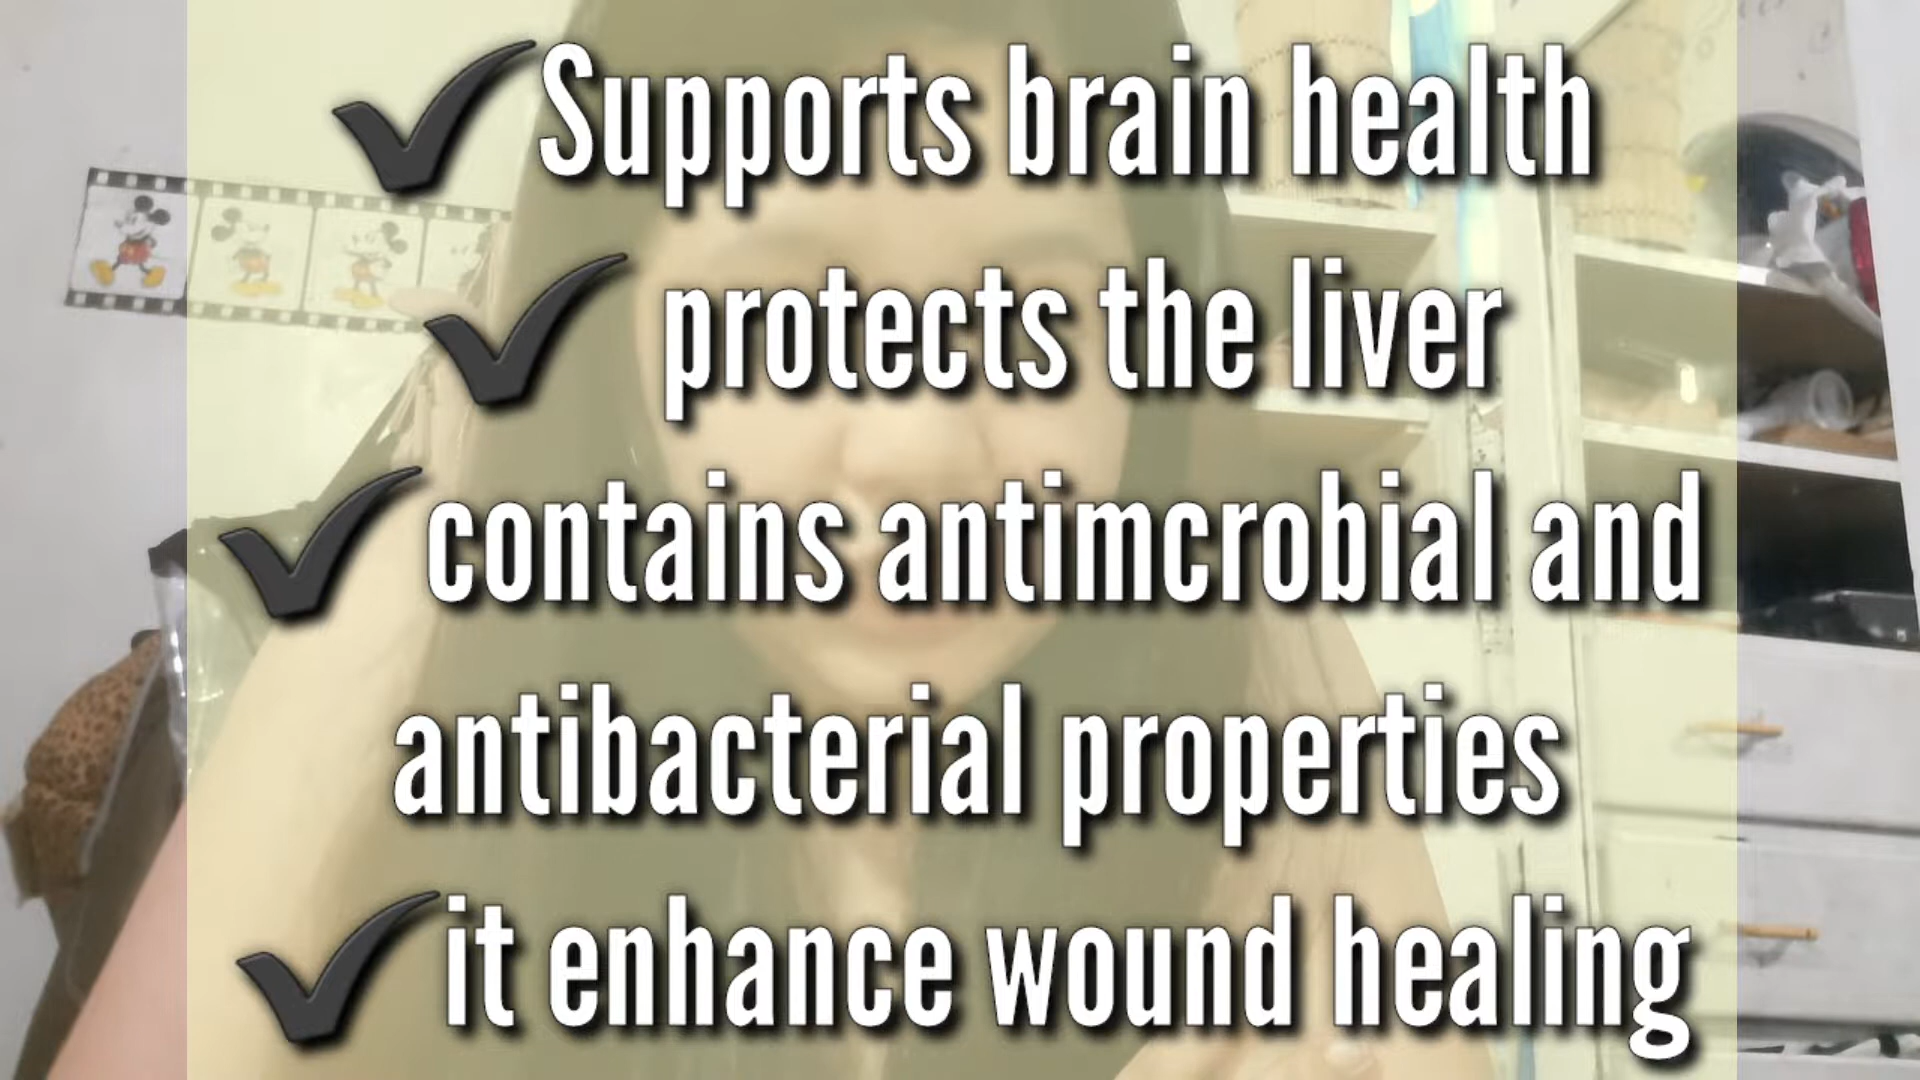 ✔Supports brain health
✔ protects the liver
✔contains antimcrobial and
antibacterial properties
✔it enhance wound healing